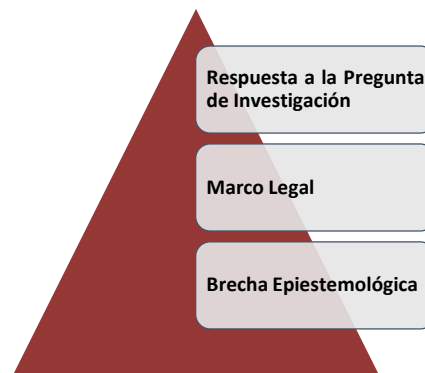 Respuesta a la Pregunta
de Investigación
Marco Legal
Brecha Epiestemológica